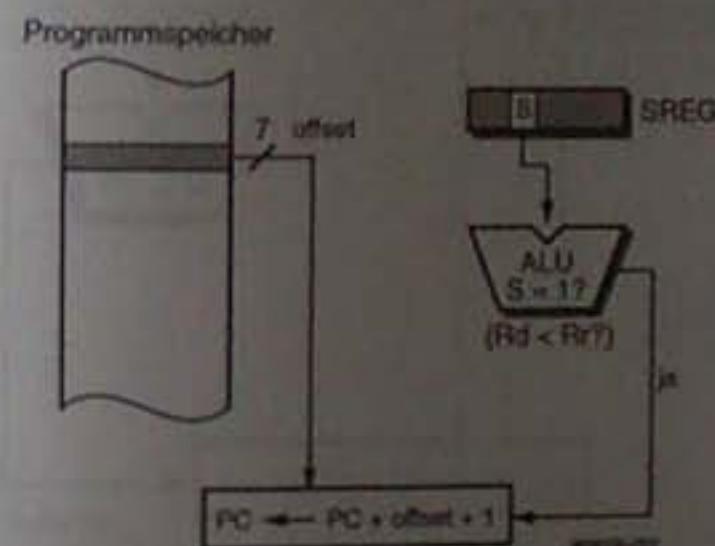 Programmspeicher
7 offset
S SREG
ALU
S = 1?
(Rd < Rr?)
ja
PC ← PC + offset + 1